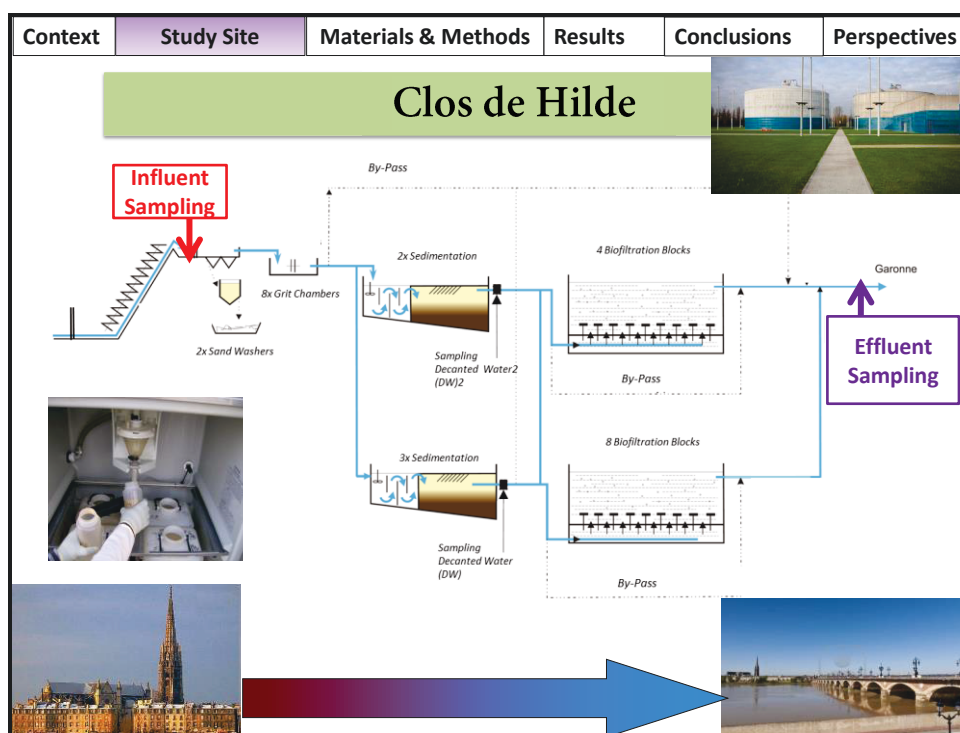 Context Study Site Materials & Methods Results Conclusions Perspectives
Clos de Hilde
By-Pass
Influent
Sampling
2x Sedimentation
4 Biofiltration Blocks
Garonne
8x Grit Chambers
2x Sand Washers
Sampling
Decanted Water2
(DW)2
By-Pass
Effluent
Sampling
3x Sedimentation
8 Biofiltration Blocks
Sampling
Decanted Water
(DW)
By-Pass